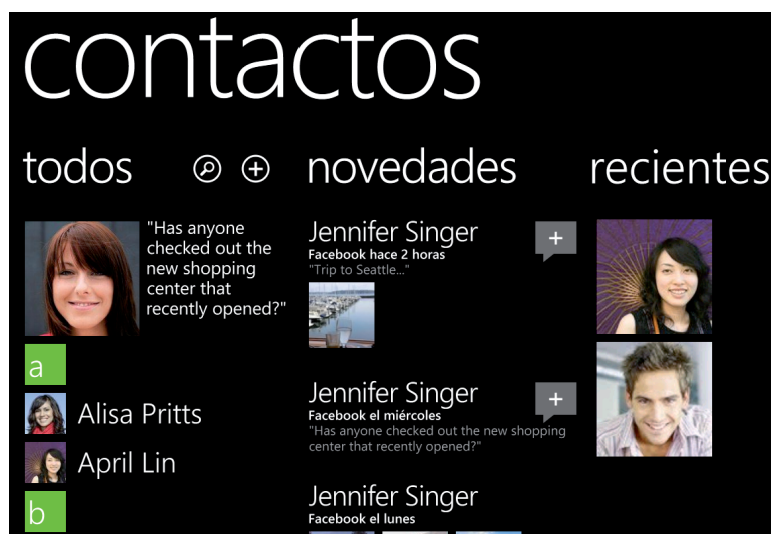 contactos
todos
"Has anyone
checked out the
new shopping
center that
recently opened?"
a
Alisa Pritts
April Lin
b
novedades
Jennifer Singer
Facebook hace 2 horas
"Trip to Seattle..."
Jennifer Singer
Facebook el miércoles
"Has anyone checked out the new shopping
center that recently opened?"
Jennifer Singer
Facebook el lunes
recientes